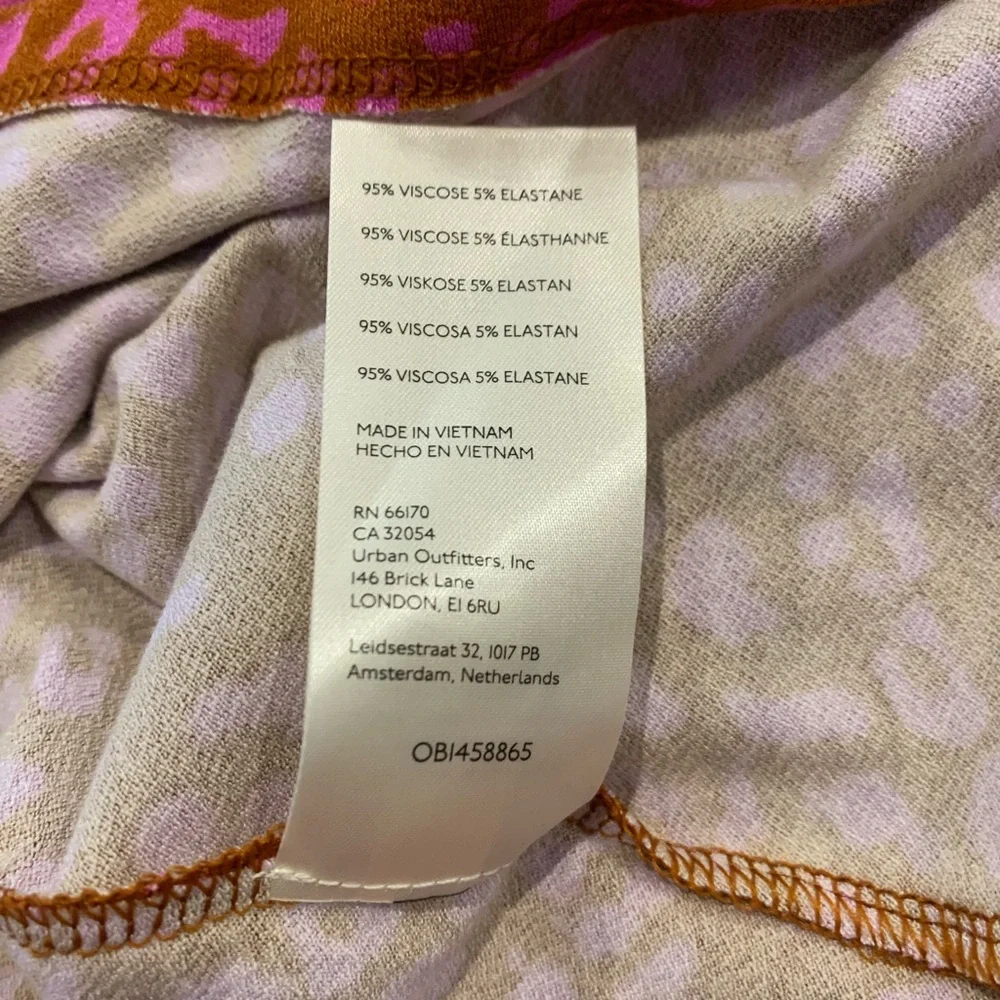 95% VISCOSE 5% ELASTANE
95% VISCOSE 5% ÉLASTHANNE
95% VISKOSE 5% ELASTAN
95% VISCOSA 5% ELASTAN
95% VISCOSA 5% ELASTANE
MADE IN VIETNAM
HECHO EN VIETNAM
RN 66170
CA 32054
Urban Outfitters, Inc
146 Brick Lane
LONDON, E1 6RU
Leidsestraat 32, 1017 PB
Amsterdam, Netherlands
OB1458865